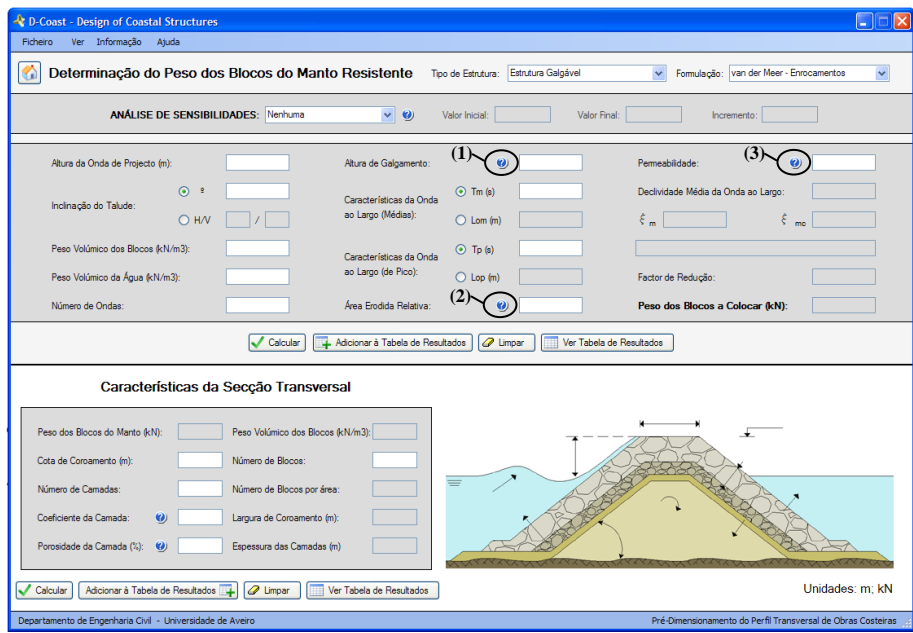 D-Coast - Design of Coastal Structures
Ficheiro Ver Informação Ajuda
Determinação do Peso dos Blocos do Manto Resistente Tipo de Estrutura: Estrutura Galgável Formulação: van der Meer - Enrocamentos
ANÁLISE DE SENSIBILIDADES: Nenhuma Valor Inicial: Valor Final: Incremento:
Altura da Onda de Projecto (m): Altura de Galgamento: (1) Permeabilidade: (3)
Inclinação do Talude: º Características da Onda ao Largo (Médias): Tm (s) Declividade Média da Onda ao Largo:
H/V / Lom (m) ξ m ξ mc
Peso Volúmico dos Blocos (kN/m3): Características da Onda ao Largo (de Pico): Tp (s)
Peso Volúmico da Água (kN/m3): Lop (m) Factor de Redução:
Número de Ondas: Área Erodida Relativa: (2) Peso dos Blocos a Colocar (kN):
Calcular Adicionar à Tabela de Resultados Limpar Ver Tabela de Resultados
Características da Secção Transversal
Peso dos Blocos do Manto (kN): Peso Volúmico dos Blocos (kN/m3):
Cota de Coroamento (m): Número de Blocos:
Número de Camadas: Número de Blocos por área:
Coeficiente da Camada: Largura de Coroamento (m):
Porosidade da Camada (%): Espessura das Camadas (m)
Calcular Adicionar à Tabela de Resultados Limpar Ver Tabela de Resultados Unidades: m; kN
Departamento de Engenharia Civil - Universidade de Aveiro Pré-Dimensionamento do Perfil Transversal de Obras Costeiras